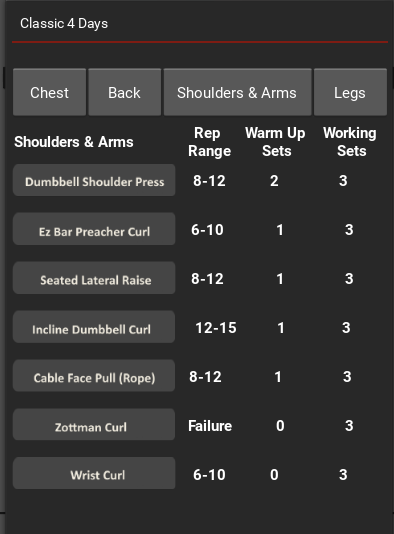 Classic 4 Days
Chest Back Shoulders & Arms Legs
Shoulders & Arms Rep Range Warm Up Sets Working Sets
Dumbbell Shoulder Press 8-12 2 3
Ez Bar Preacher Curl 6-10 1 3
Seated Lateral Raise 8-12 1 3
Incline Dumbbell Curl 12-15 1 3
Cable Face Pull (Rope) 8-12 1 3
Zottman Curl Failure 0 3
Wrist Curl 6-10 0 3